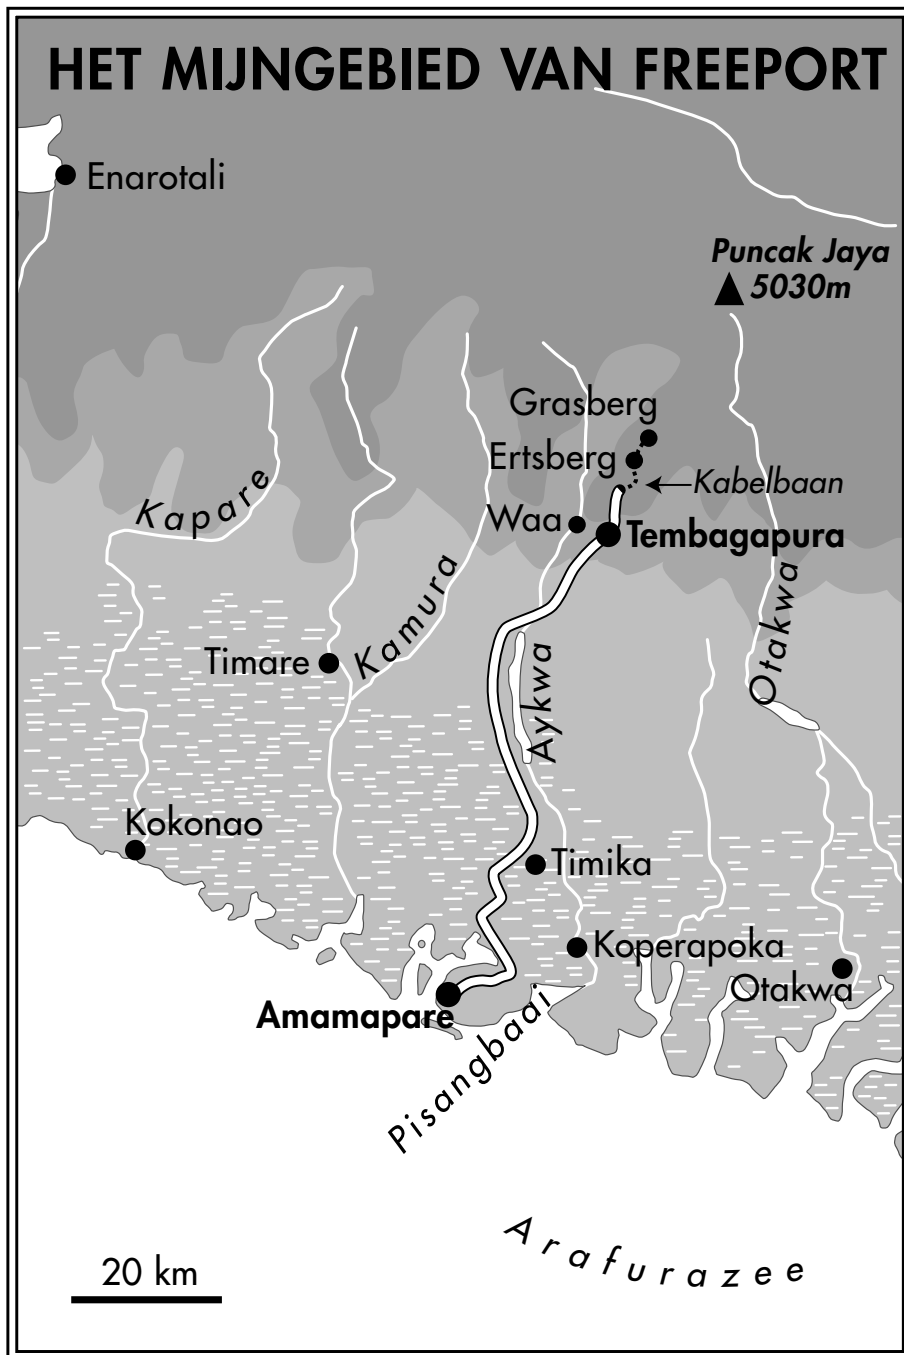 HET MIJNGEBIED VAN FREEPORT
Enarotali
Puncak Jaya
5030m
Grasberg
Ertsberg
Kabelbaan
Kapare
Waa
Tembagapura
Kamura
Otakwa
Timare
Aykwa
Kokonao
Timika
Koperapoka
Otakwa
Amamapare
Pisangbaai
Arafurazee
20 km